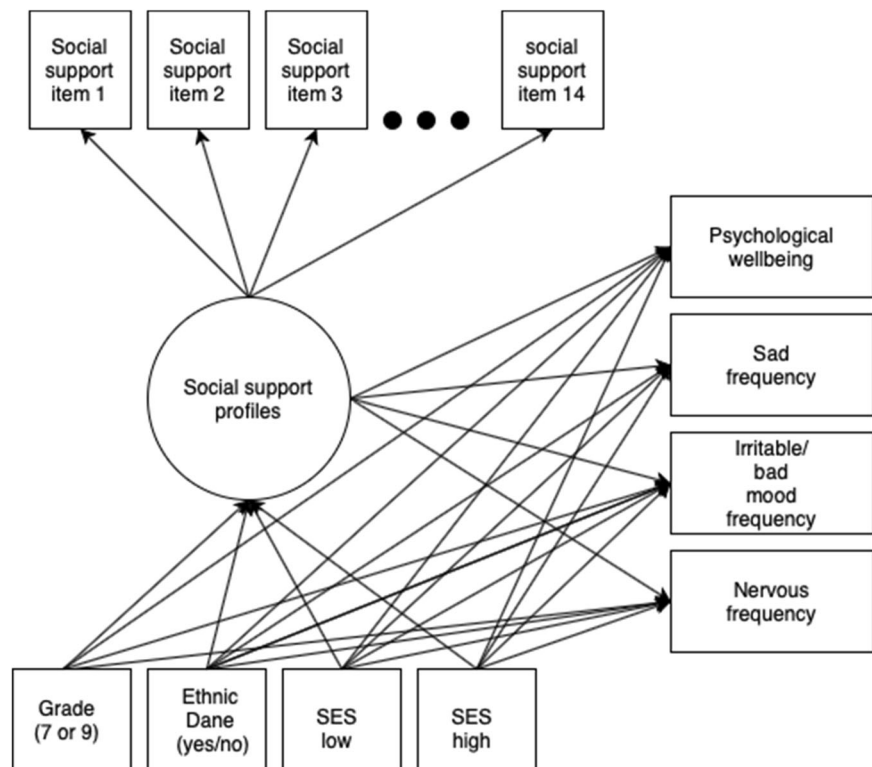 Social
support
item 1
Social
support
item 2
Social
support
item 3
social
support
item 14
Psychological
wellbeing
Sad
frequency
Social support
profiles
Irritable/
bad
mood
frequency
Nervous
frequency
Grade
(7 or 9)
Ethnic
Dane
(yes/no)
SES
low
SES
high